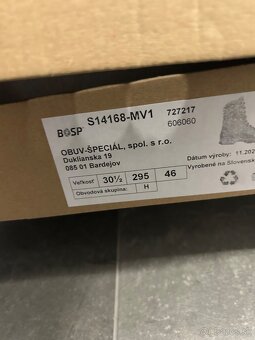 BOSP S14168-MV1 727217
606060
OBUV-ŠPECIÁL, spol. s r.o.
Duklianska 19
085 01 Bardejov
Dátum výroby: 11.202
Vyrobené na Slovensk
Veľkosť 30½ 295 46
Obvodová skupina: H